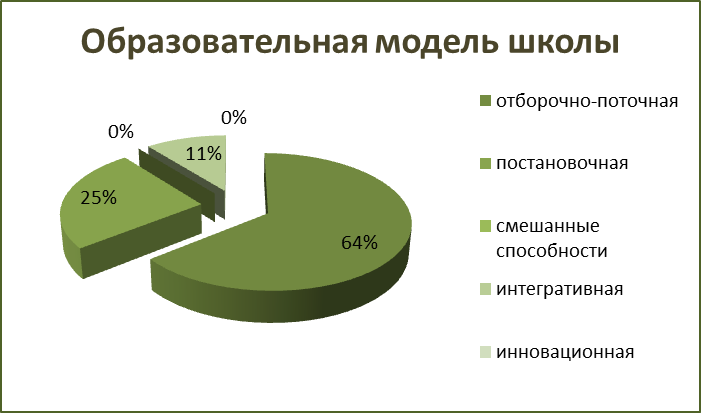 Образовательная модель школы
0%
0%
11%
25%
64%
отборочно-поточная
постановочная
смешанные
способности
интегративная
инновационная